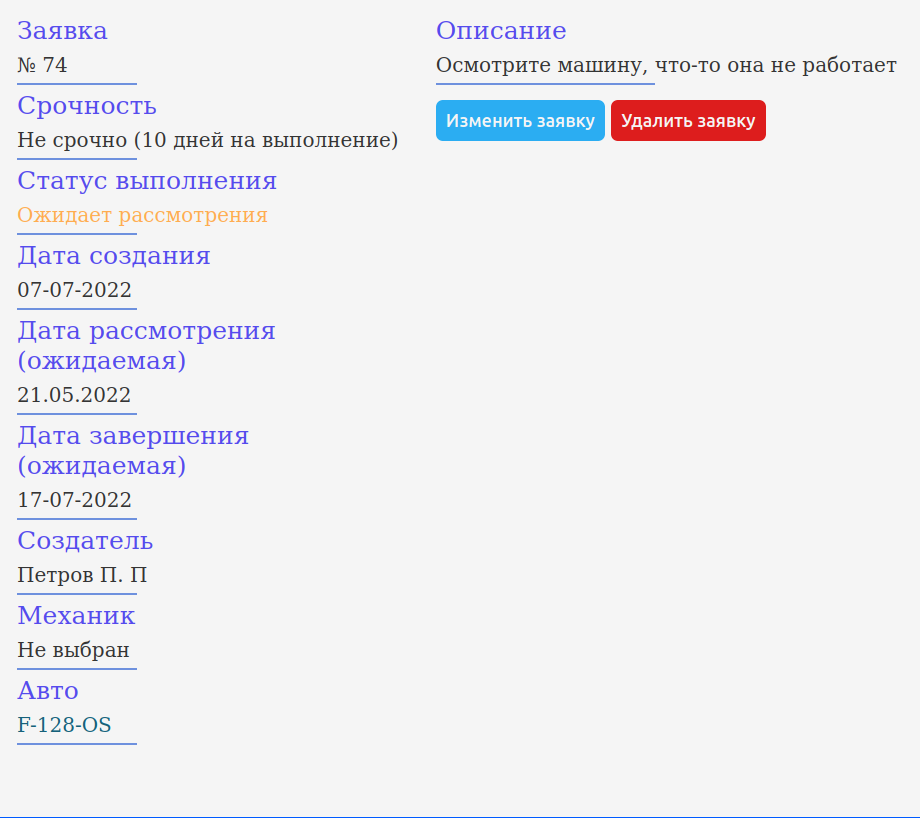 Заявка
№ 74
Срочность
Не срочно (10 дней на выполнение)
Статус выполнения
Ожидает рассмотрения
Дата создания
07-07-2022
Дата рассмотрения
(ожидаемая)
21.05.2022
Дата завершения
(ожидаемая)
17-07-2022
Создатель
Петров П. П
Механик
Не выбран
Авто
F-128-OS
Описание
Осмотрите машину, что-то она не работает
Изменить заявку
Удалить заявку